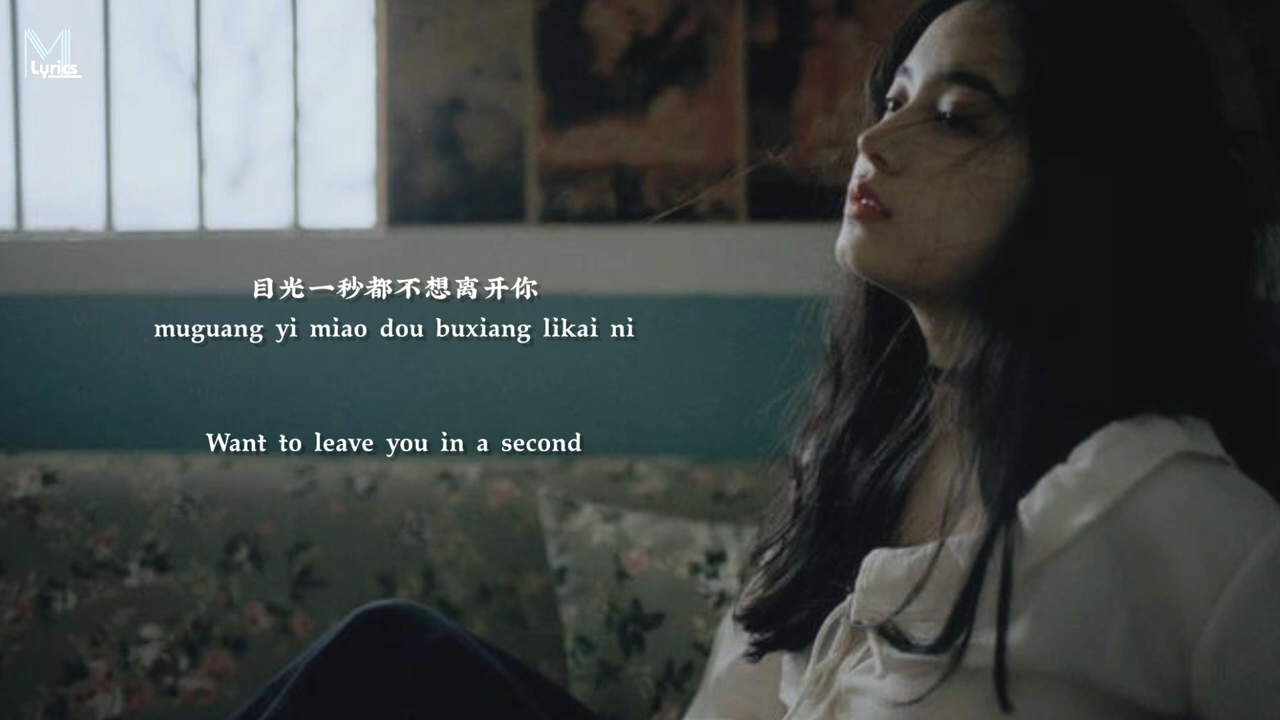 M
Lyrics
目光一秒都不想离开你
muguang yi miao dou buxiang likai ni
Want to leave you in a second